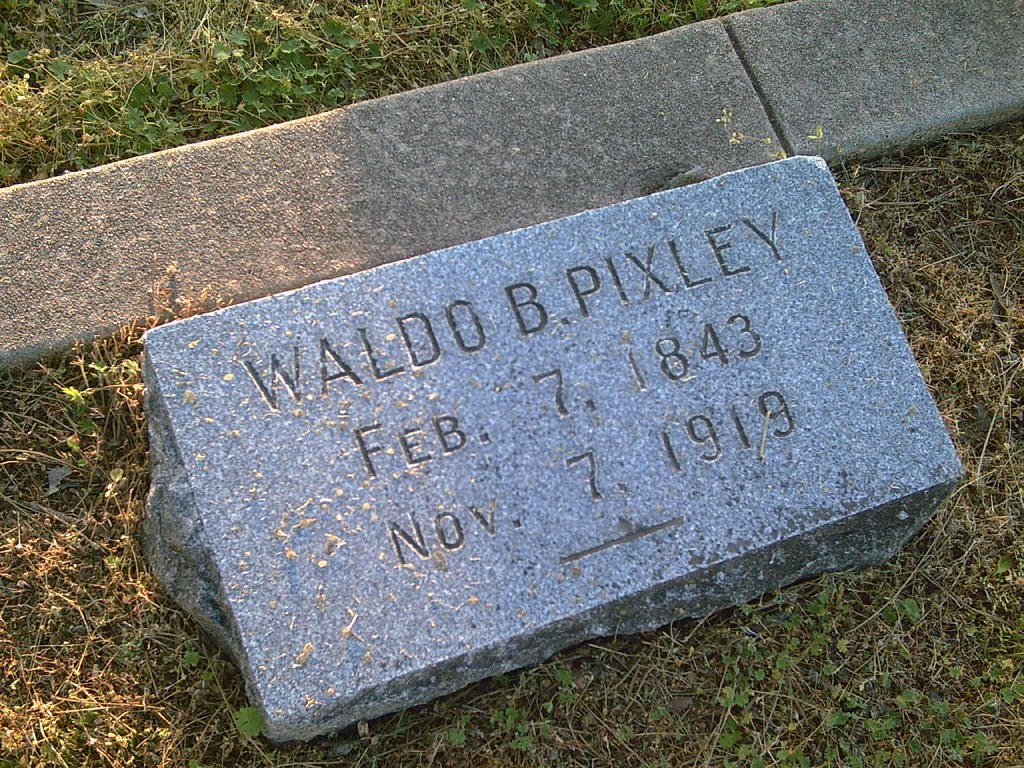 WALDO B. PIXLEY
FEB. 7, 1843
NOV. 7, 1919